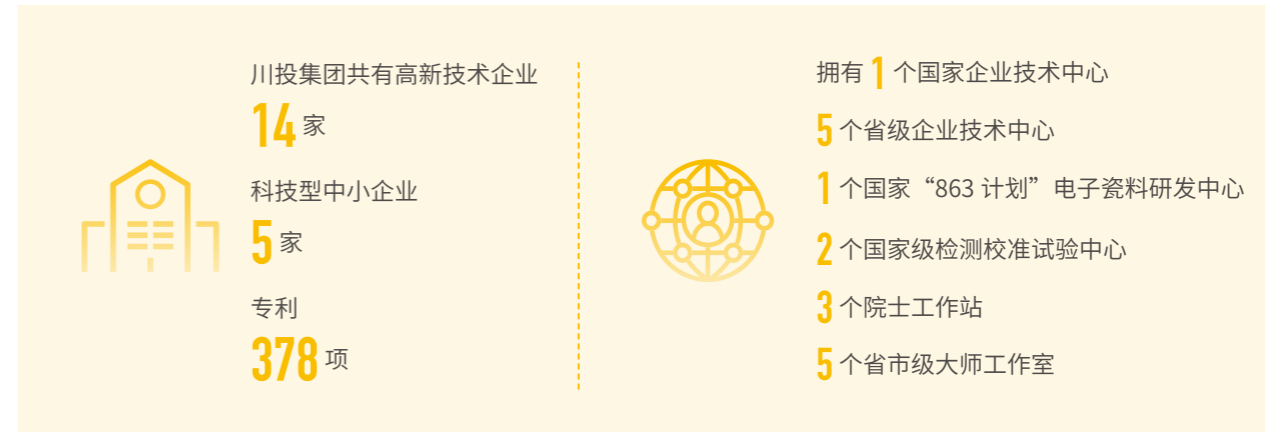 川投集团共有高新技术企业
14 家
科技型中小企业
5 家
专利
378 项
拥有 1 个国家企业技术中心
5 个省级企业技术中心
1 个国家“863 计划”电子瓷料研发中心
2 个国家级检测校准试验中心
3 个院士工作站
5 个省市级大师工作室